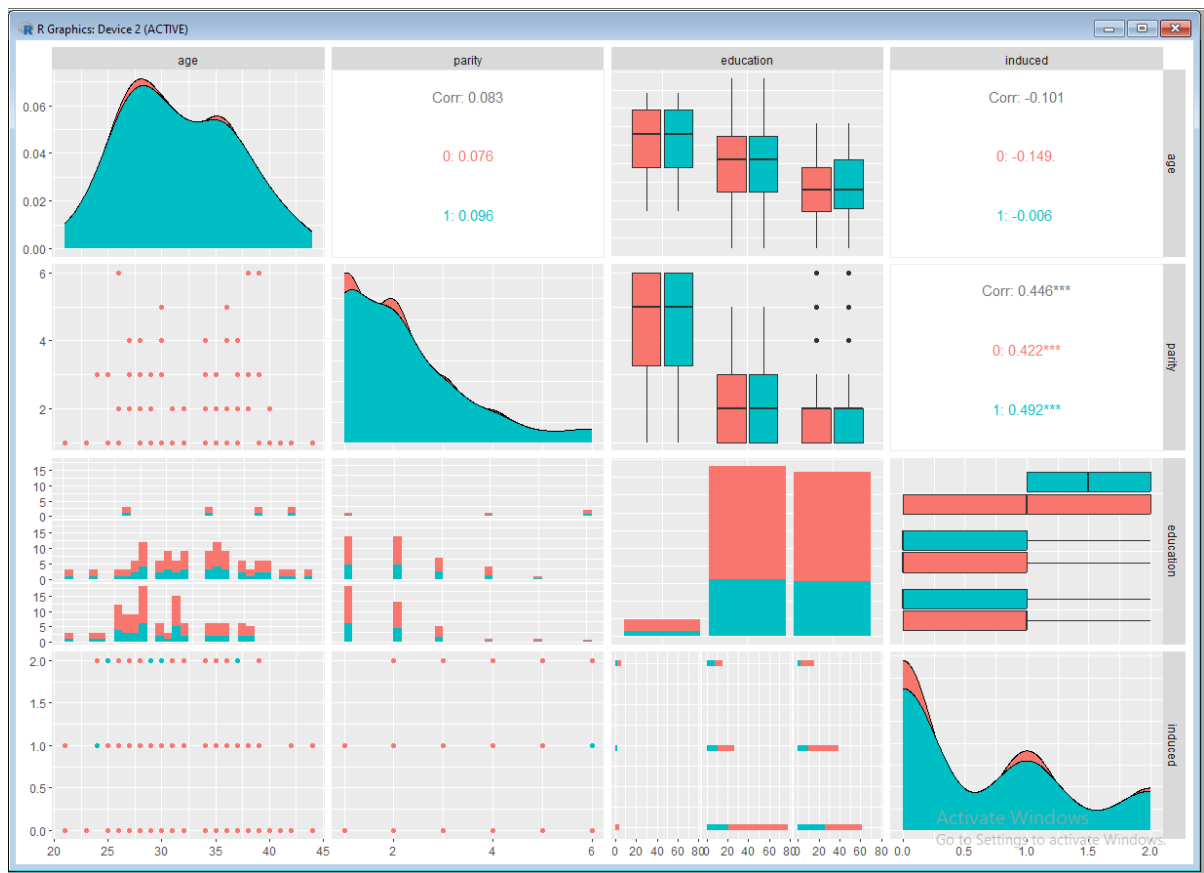 R Graphics: Device 2 (ACTIVE)
age parity education induced
0.06
0.04
0.02
0.00
Corr: 0.083
0: 0.076
1: 0.096
Corr: -0.101
0: -0.149.
1: -0.006
age
6
4
2
Corr: 0.446***
0: 0.422***
1: 0.492***
parity
15
10
5
0
15
10
5
0
15
10
5
0
education
2.0
1.5
1.0
0.5
0.0
induced
20 25 30 35 40 45
2 4 6
0 20 40 60 80 0 20 40 60 80 0 20 40 60 80
0.0 0.5 1.0 1.5 2.0
Activate Windows
Go to Settings to activate Windows.